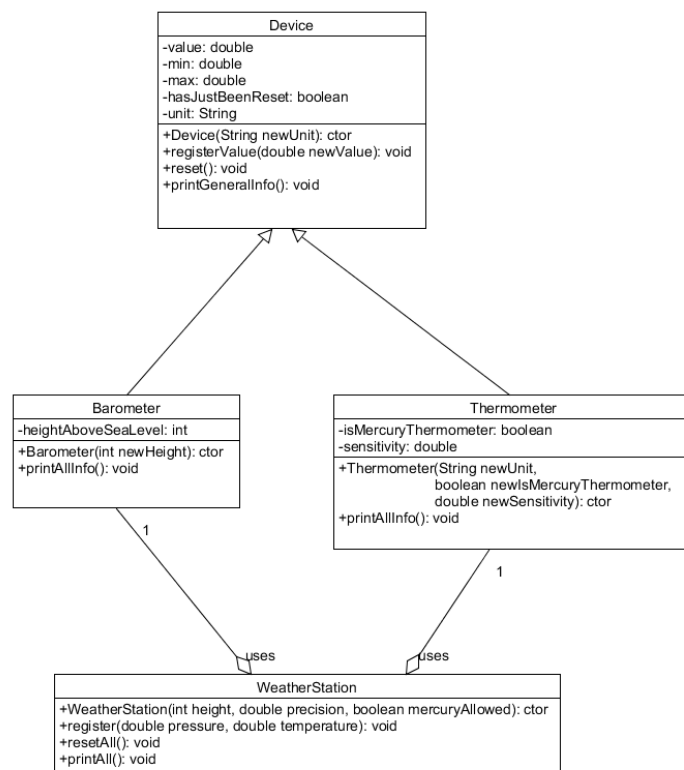 Device
-value: double
-min: double
-max: double
-hasJustBeenReset: boolean
-unit: String
+Device(String newUnit): ctor
+registerValue(double newValue): void
+reset(): void
+printGeneralInfo(): void
Barometer
-heightAboveSeaLevel: int
+Barometer(int newHeight): ctor
+printAllInfo(): void
Thermometer
-isMercuryThermometer: boolean
-sensitivity: double
+Thermometer(String newUnit,
boolean newIsMercuryThermometer,
double newSensitivity): ctor
+printAllInfo(): void
1
1
uses
uses
WeatherStation
+WeatherStation(int height, double precision, boolean mercuryAllowed): ctor
+register(double pressure, double temperature): void
+resetAll(): void
+printAll(): void